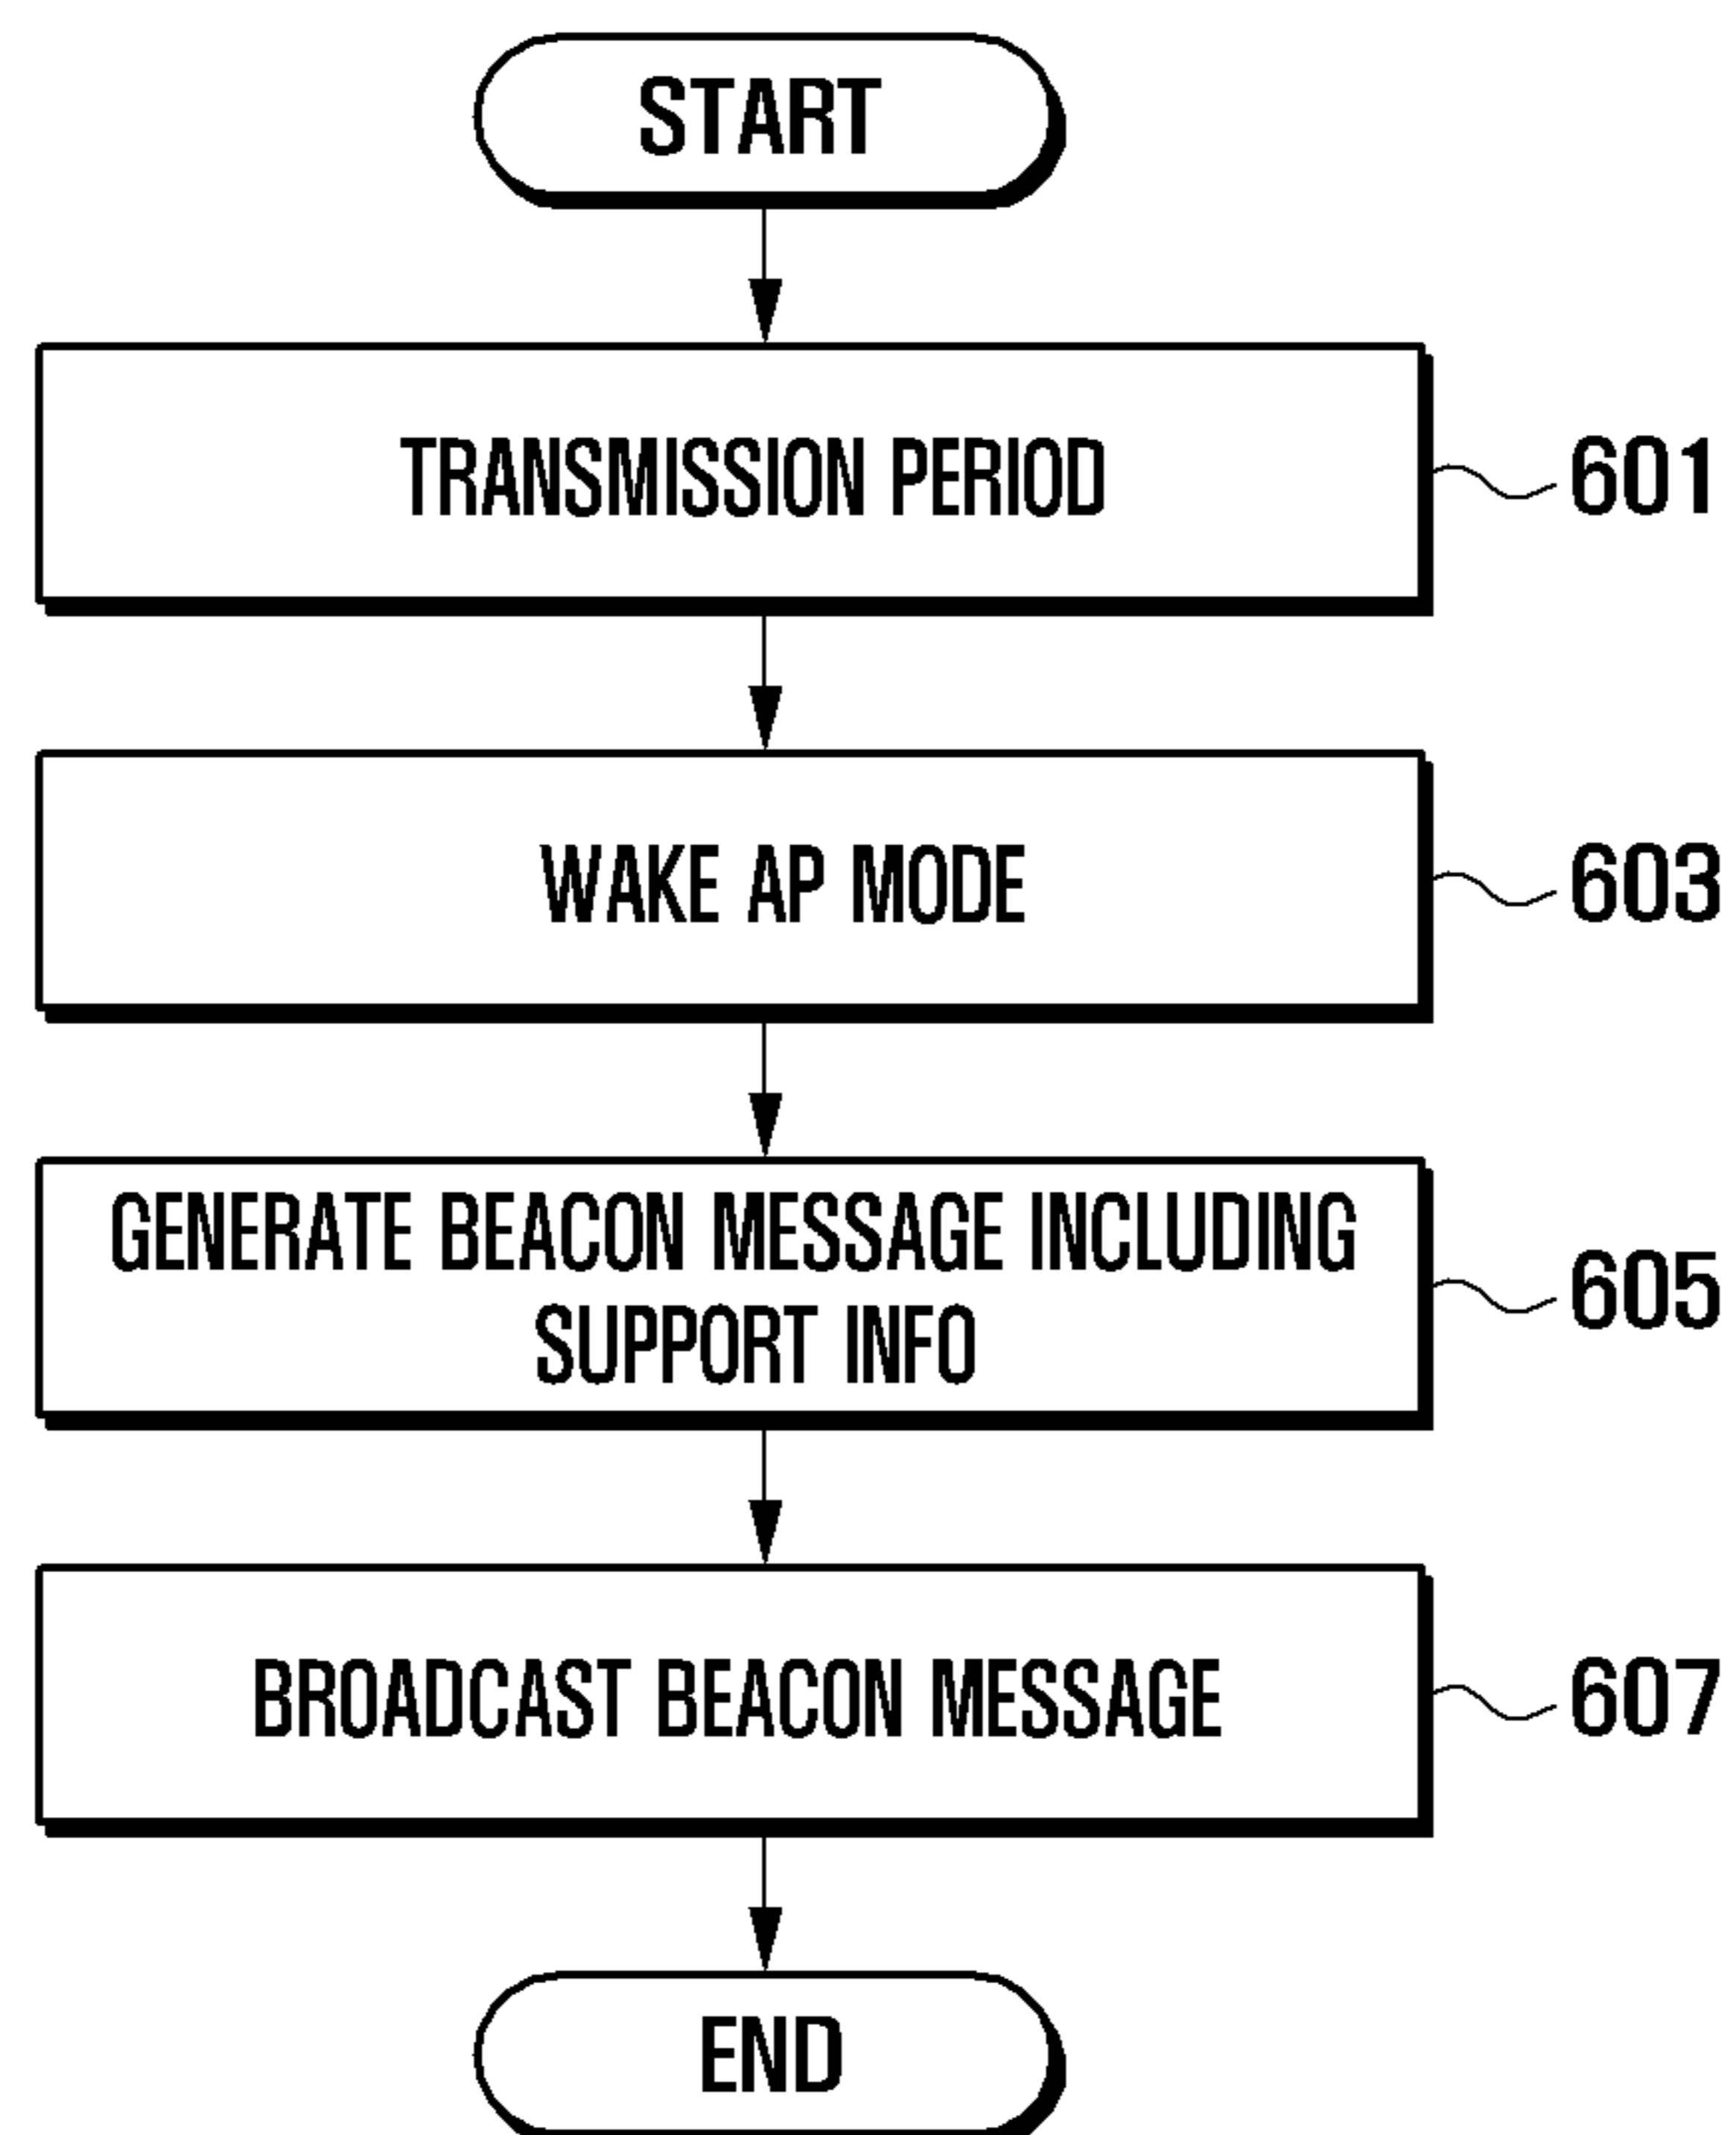 START
TRANSMISSION PERIOD
601
WAKE AP MODE
603
GENERATE BEACON MESSAGE INCLUDING
SUPPORT INFO
605
BROADCAST BEACON MESSAGE
607
END